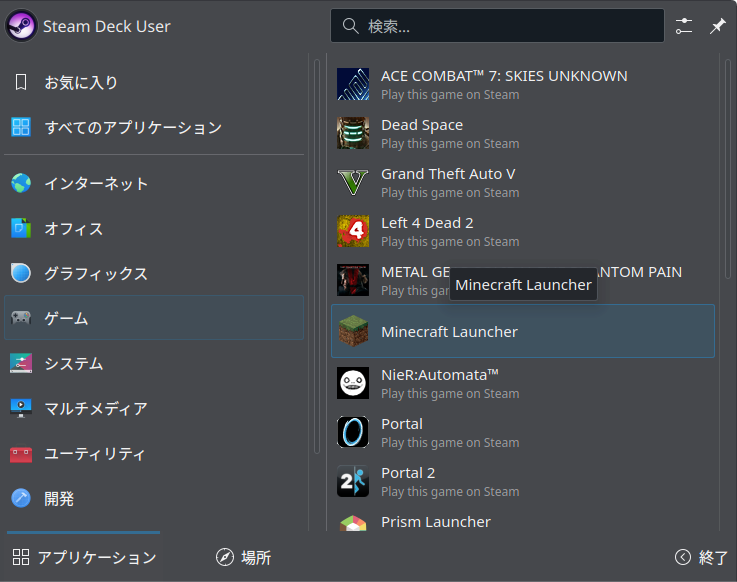 Steam Deck User
検索...
お気に入り
すべてのアプリケーション
インターネット
オフィス
グラフィックス
ゲーム
システム
マルチメディア
ユーティリティ
開発
ACE COMBAT™ 7: SKIES UNKNOWN
Play this game on Steam
Dead Space
Play this game on Steam
Grand Theft Auto V
Play this game on Steam
Left 4 Dead 2
Play this game on Steam
METAL GE
ANTOM PAIN
Play this gam
Minecraft Launcher
Minecraft Launcher
NieR:Automata™
Play this game on Steam
Portal
Play this game on Steam
Portal 2
Play this game on Steam
Prism Launcher
アプリケーション
場所
終了